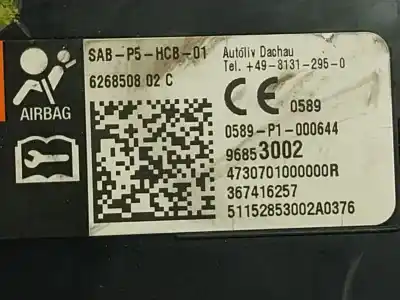 SAB-P5-HCB-01
6268508 02 C
AIRBAG
Autoliv Dachau
Tel. +49-8131-295-0
CE 0589
0589-P1-000644
96853002
4730701000000R
367416257
51152853002A0376